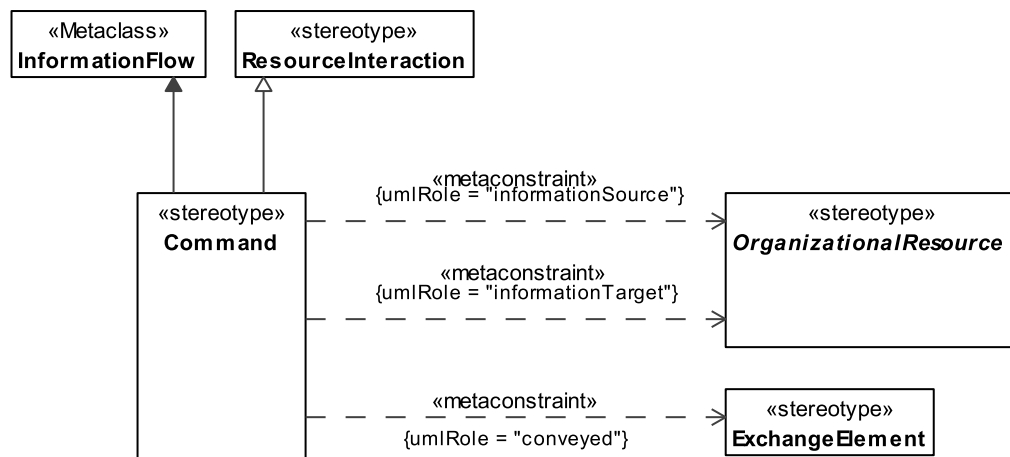 «Metaclass»
InformationFlow
«stereotype»
ResourceInteraction
«stereotype»
Command
«metaconstraint»
{umlRole = "informationSource"}
«metaconstraint»
{umlRole = "informationTarget"}
«metaconstraint»
{umlRole = "conveyed"}
«stereotype»
OrganizationalResource
«stereotype»
ExchangeElement